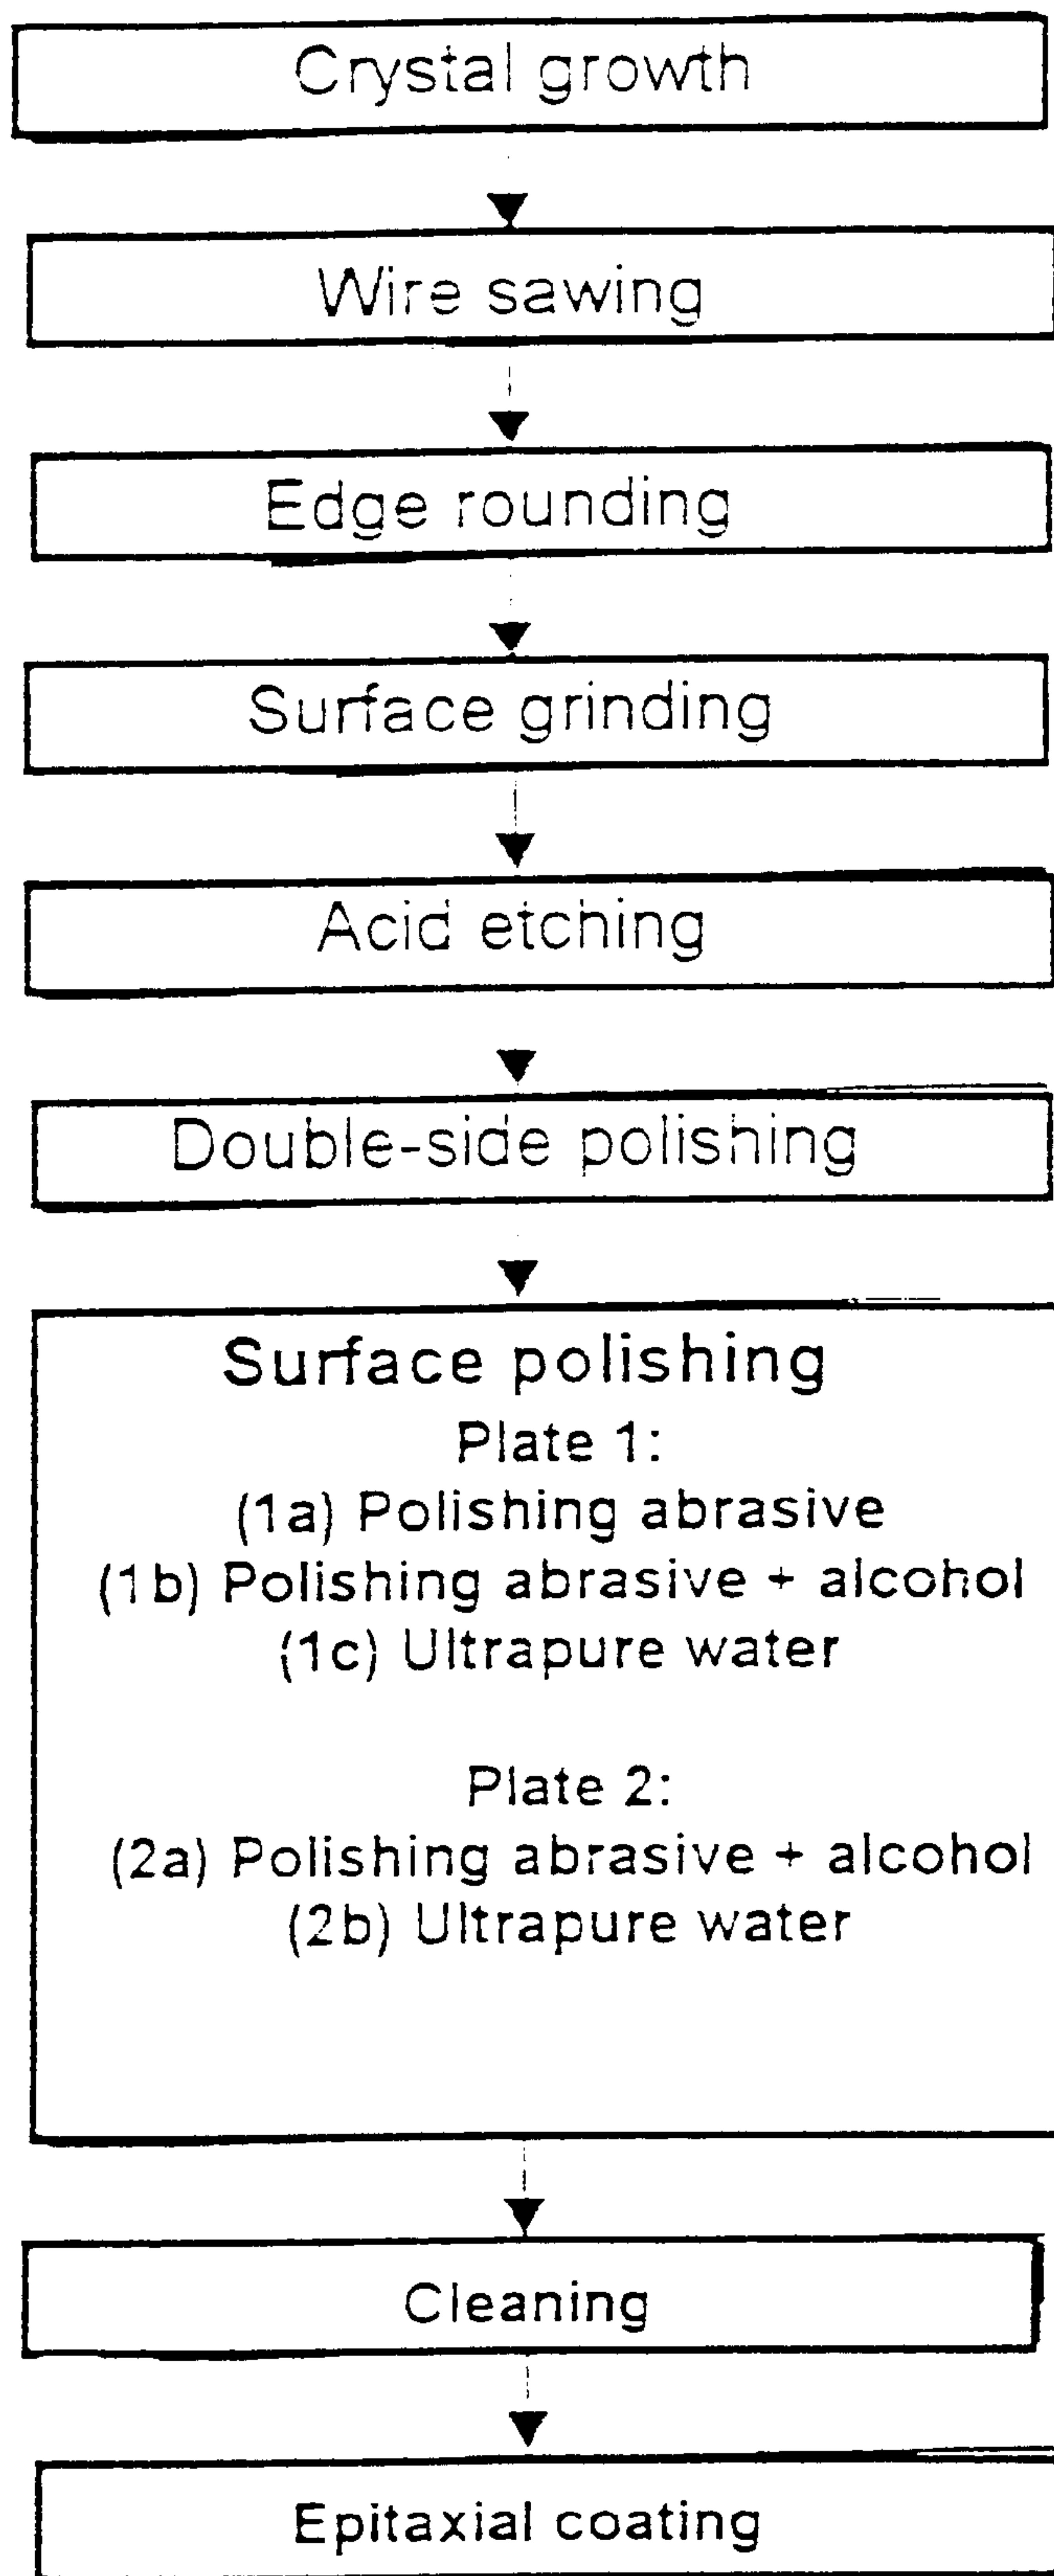 Crystal growth
Wire sawing
Edge rounding
Surface grinding
Acid etching
Double-side polishing
Surface polishing
Plate 1:
(1a) Polishing abrasive
(1b) Polishing abrasive + alcohol
(1c) Ultrapure water
Plate 2:
(2a) Polishing abrasive + alcohol
(2b) Ultrapure water
Cleaning
Epitaxial coating